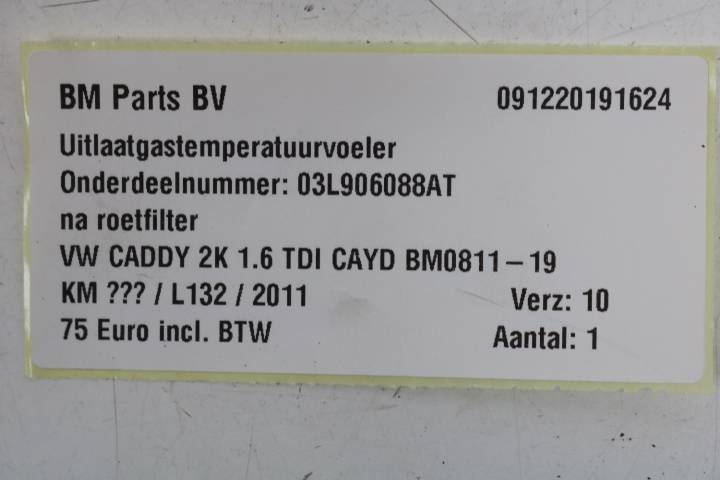 BM Parts BV 091220191624
Uitlaatgastemperatuurvoeler
Onderdeelnummer: 03L906088AT
na roetfilter
VW CADDY 2K 1.6 TDI CAYD BM0811-19
KM ??? / L132 / 2011 Verz: 10
75 Euro incl. BTW Aantal: 1